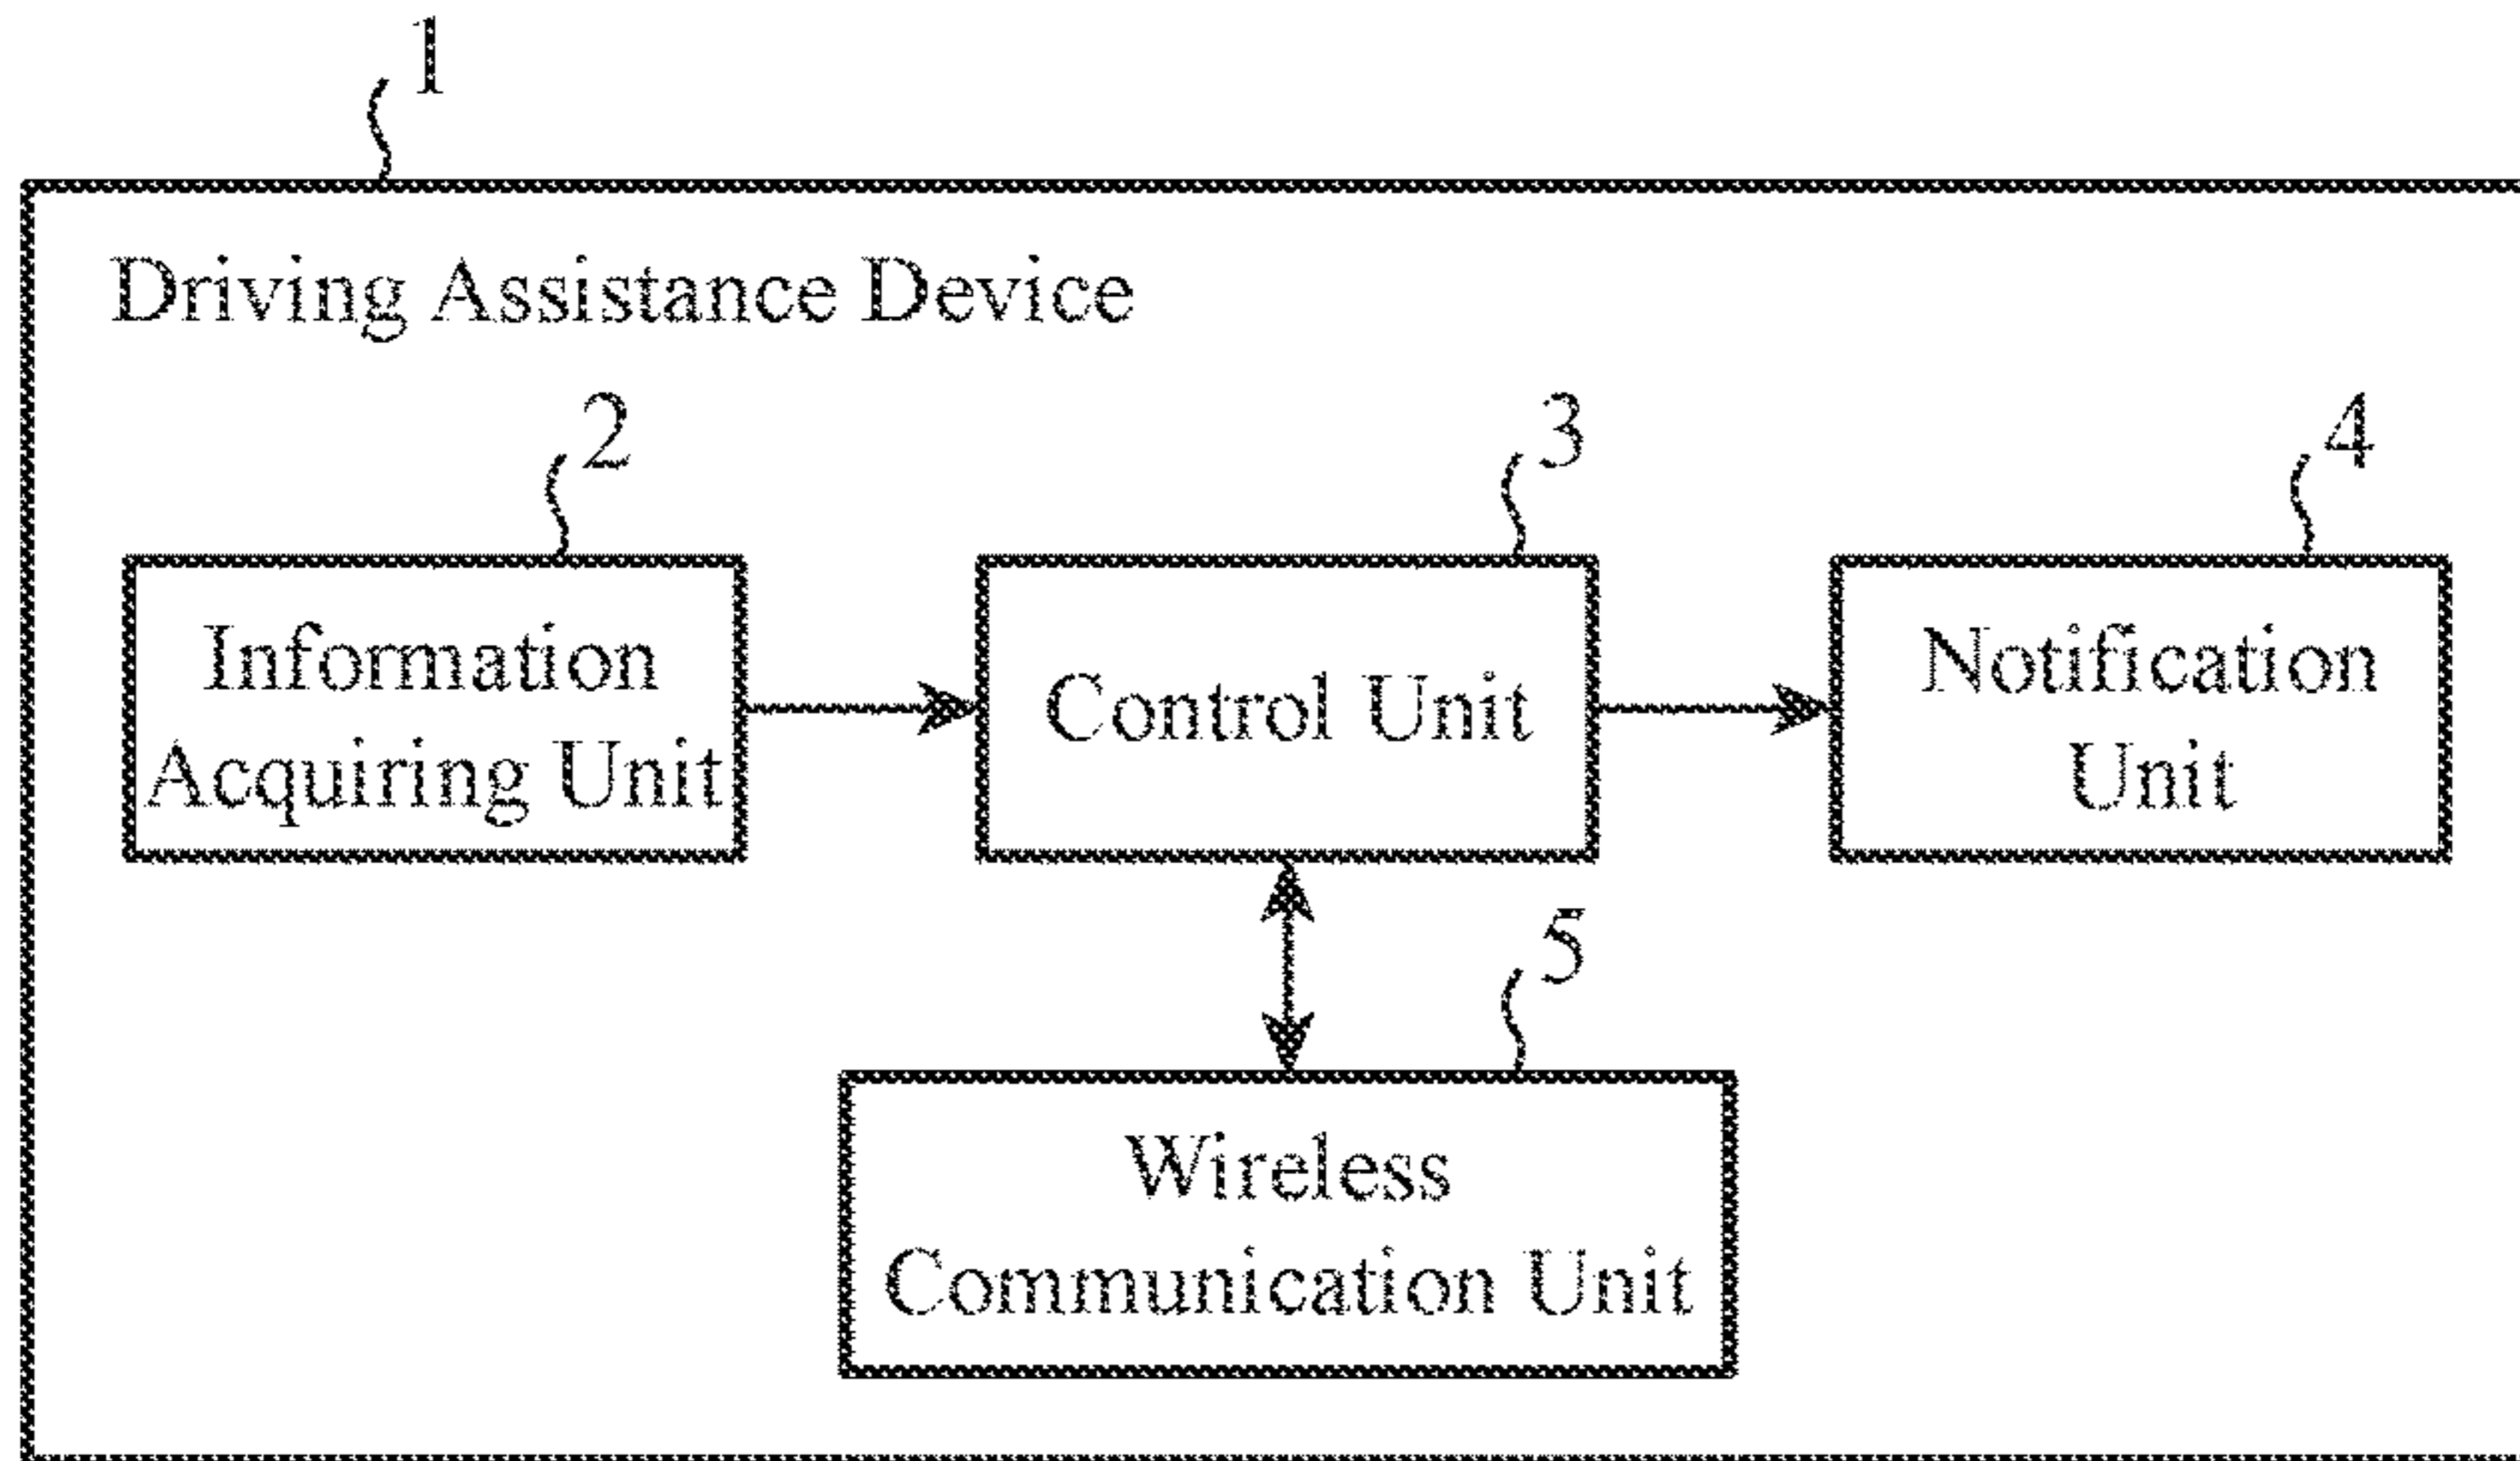 1
Driving Assistance Device
2
3
4
Information
Acquiring Unit
Control Unit
Notification
Unit
5
Wireless
Communication Unit